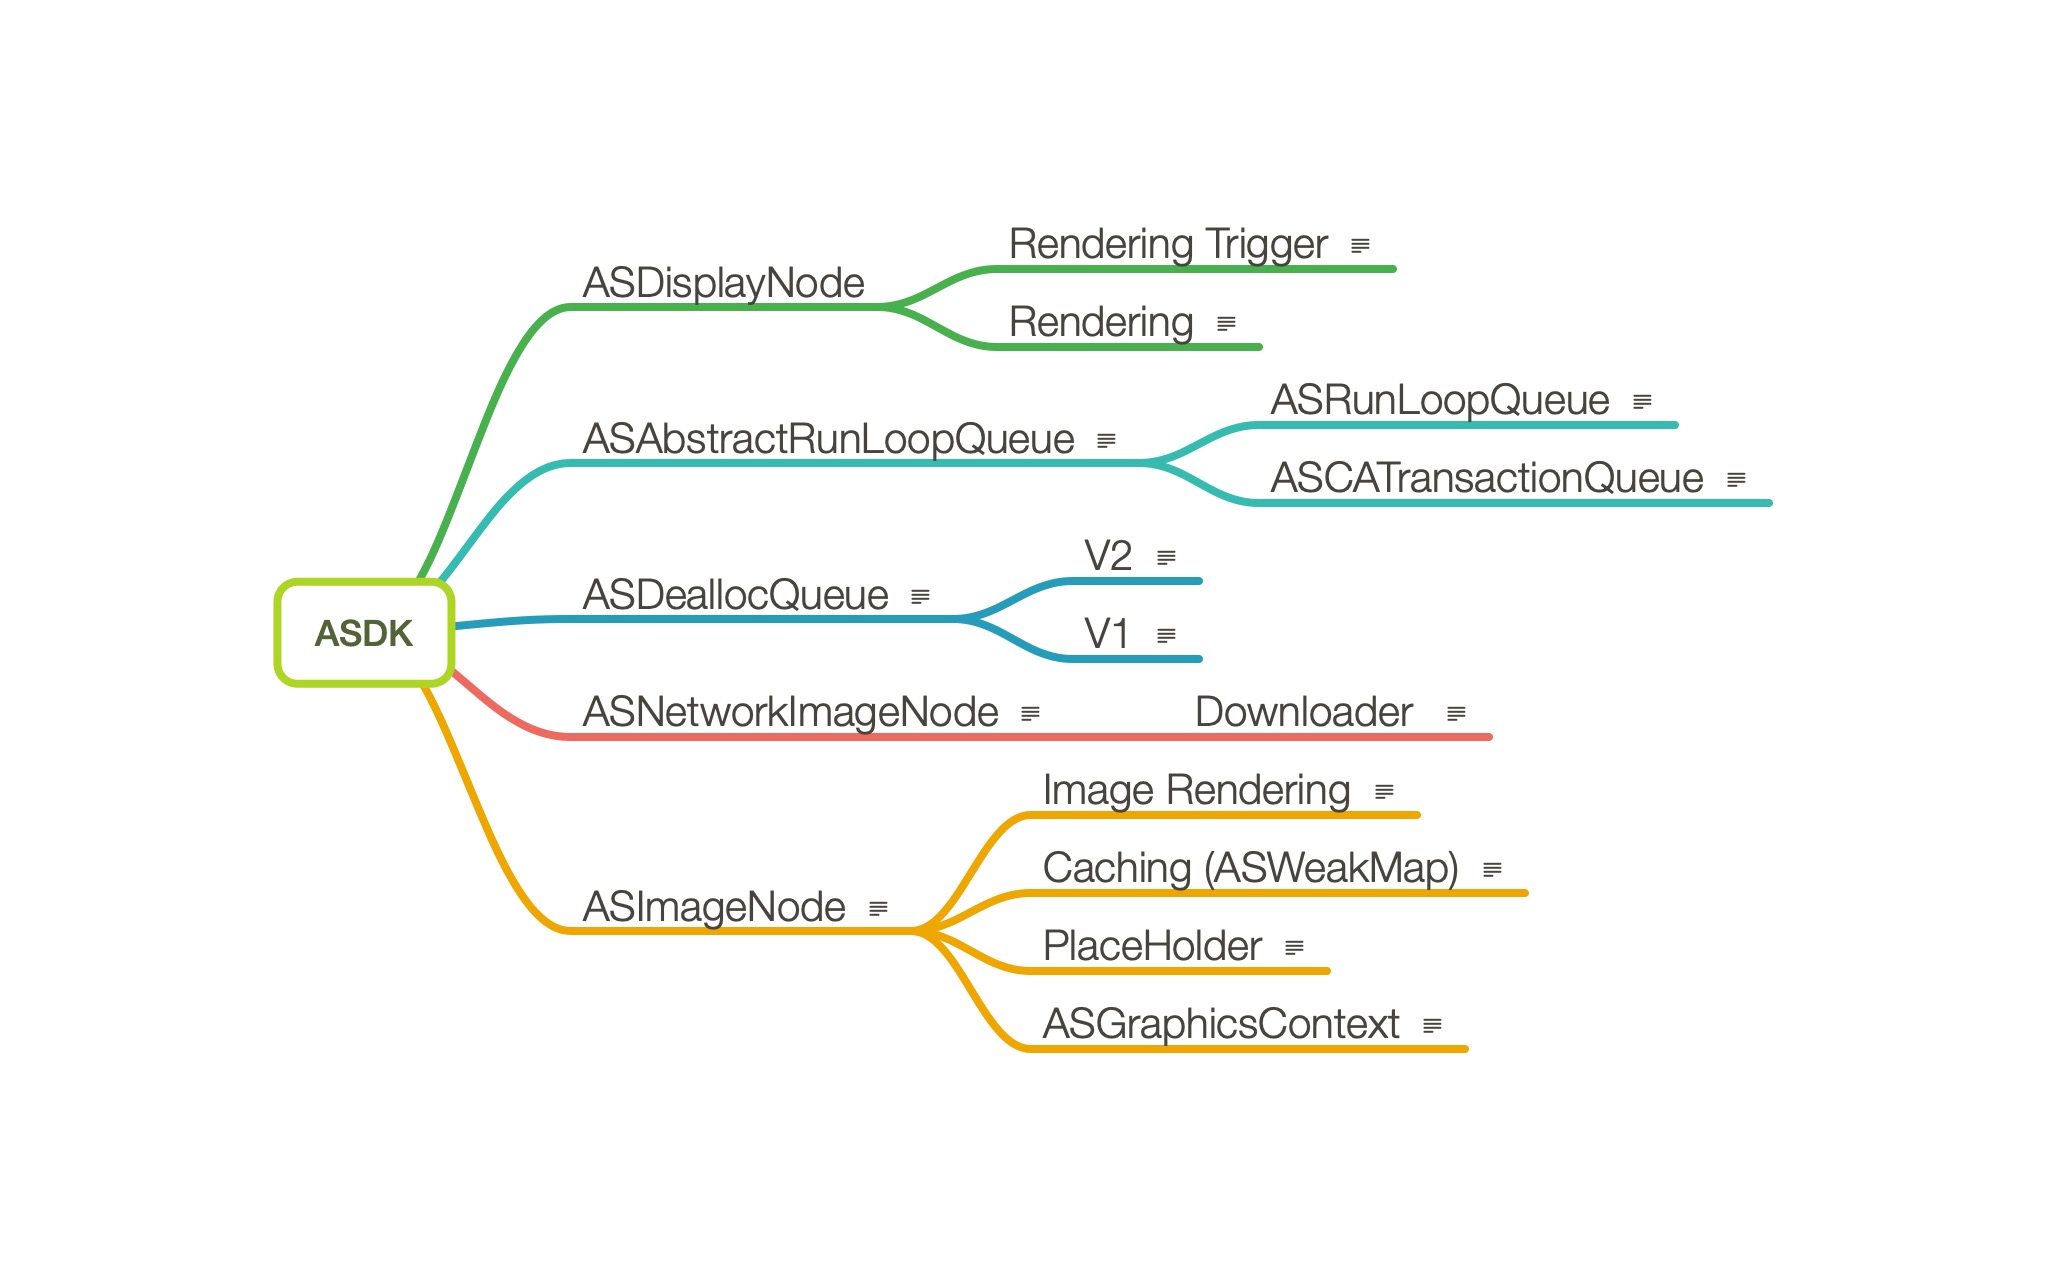 ASDK
ASDisplayNode
Rendering Trigger
Rendering
ASAbstractRunLoopQueue
ASRunLoopQueue
ASCATransactionQueue
ASDeallocQueue
V2
V1
ASNetworkImageNode
Downloader
ASImageNode
Image Rendering
Caching (ASWeakMap)
PlaceHolder
ASGraphicsContext